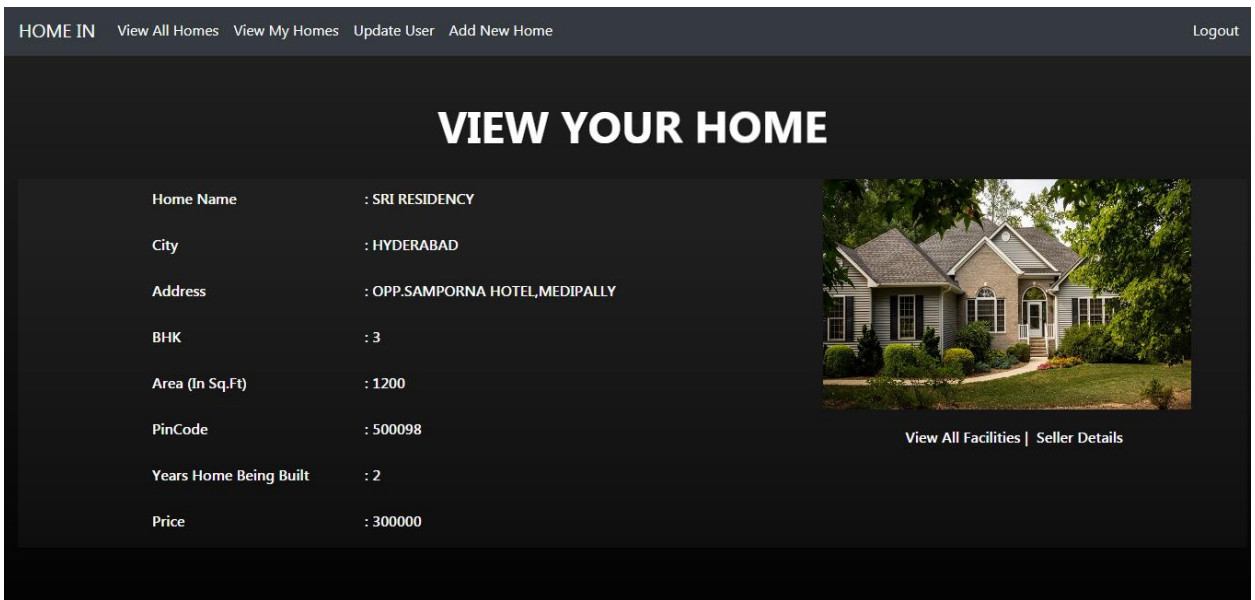 HOME IN View All Homes View My Homes Update User Add New Home Logout
VIEW YOUR HOME
Home Name : SRI RESIDENCY
City : HYDERABAD
Address : OPP.SAMPORNA HOTEL,MEDIPALLY
BHK : 3
Area (In Sq.Ft) : 1200
PinCode : 500098
Years Home Being Built : 2
Price : 300000
View All Facilities | Seller Details